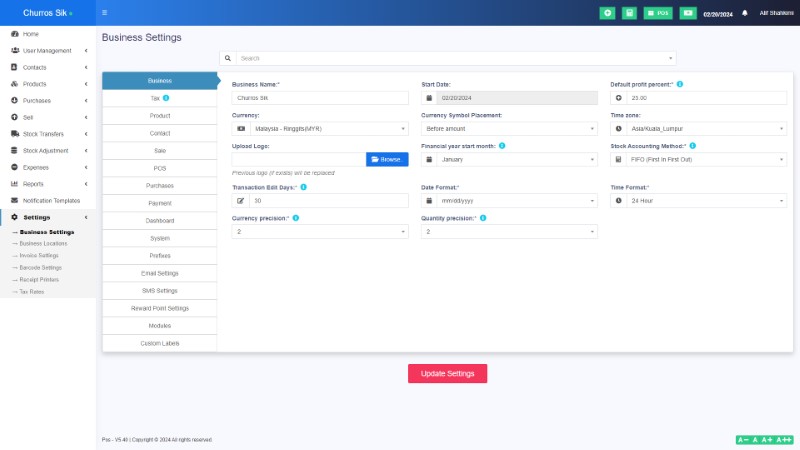 Churros Sik
POS
02/20/2024
Alif Shahleris
Home
User Management
Contacts
Products
Purchases
Sell
Stock Transfers
Stock Adjustment
Expenses
Reports
Notification Templates
Settings
Business Settings
Business Locations
Invoice Settings
Barcode Settings
Receipt Printers
Tax Rates
Business Settings
Search
Business
Tax
Product
Contact
Sale
POS
Purchases
Payment
Dashboard
System
Prefixes
Email Settings
SMS Settings
Reward Point Settings
Modules
Custom Labels
Business Name:*
Churros Sik
Start Date:
02/20/2024
Default profit percent:*
25.00
Currency:
Malaysia - Ringgits(MYR)
Currency Symbol Placement:
Before amount
Time zone:
Asia/Kuala_Lumpur
Upload Logo:
Browse..
Previous logo (if exists) will be replaced
Financial year start month:
January
Stock Accounting Method:*
FIFO (First In First Out)
Transaction Edit Days:*
30
Date Format:*
mm/dd/yyyy
Time Format:*
24 Hour
Currency precision:*
2
Quantity precision:*
2
Update Settings
Pos - V5.40 | Copyright © 2024 All rights reserved.
A- A A+ A++